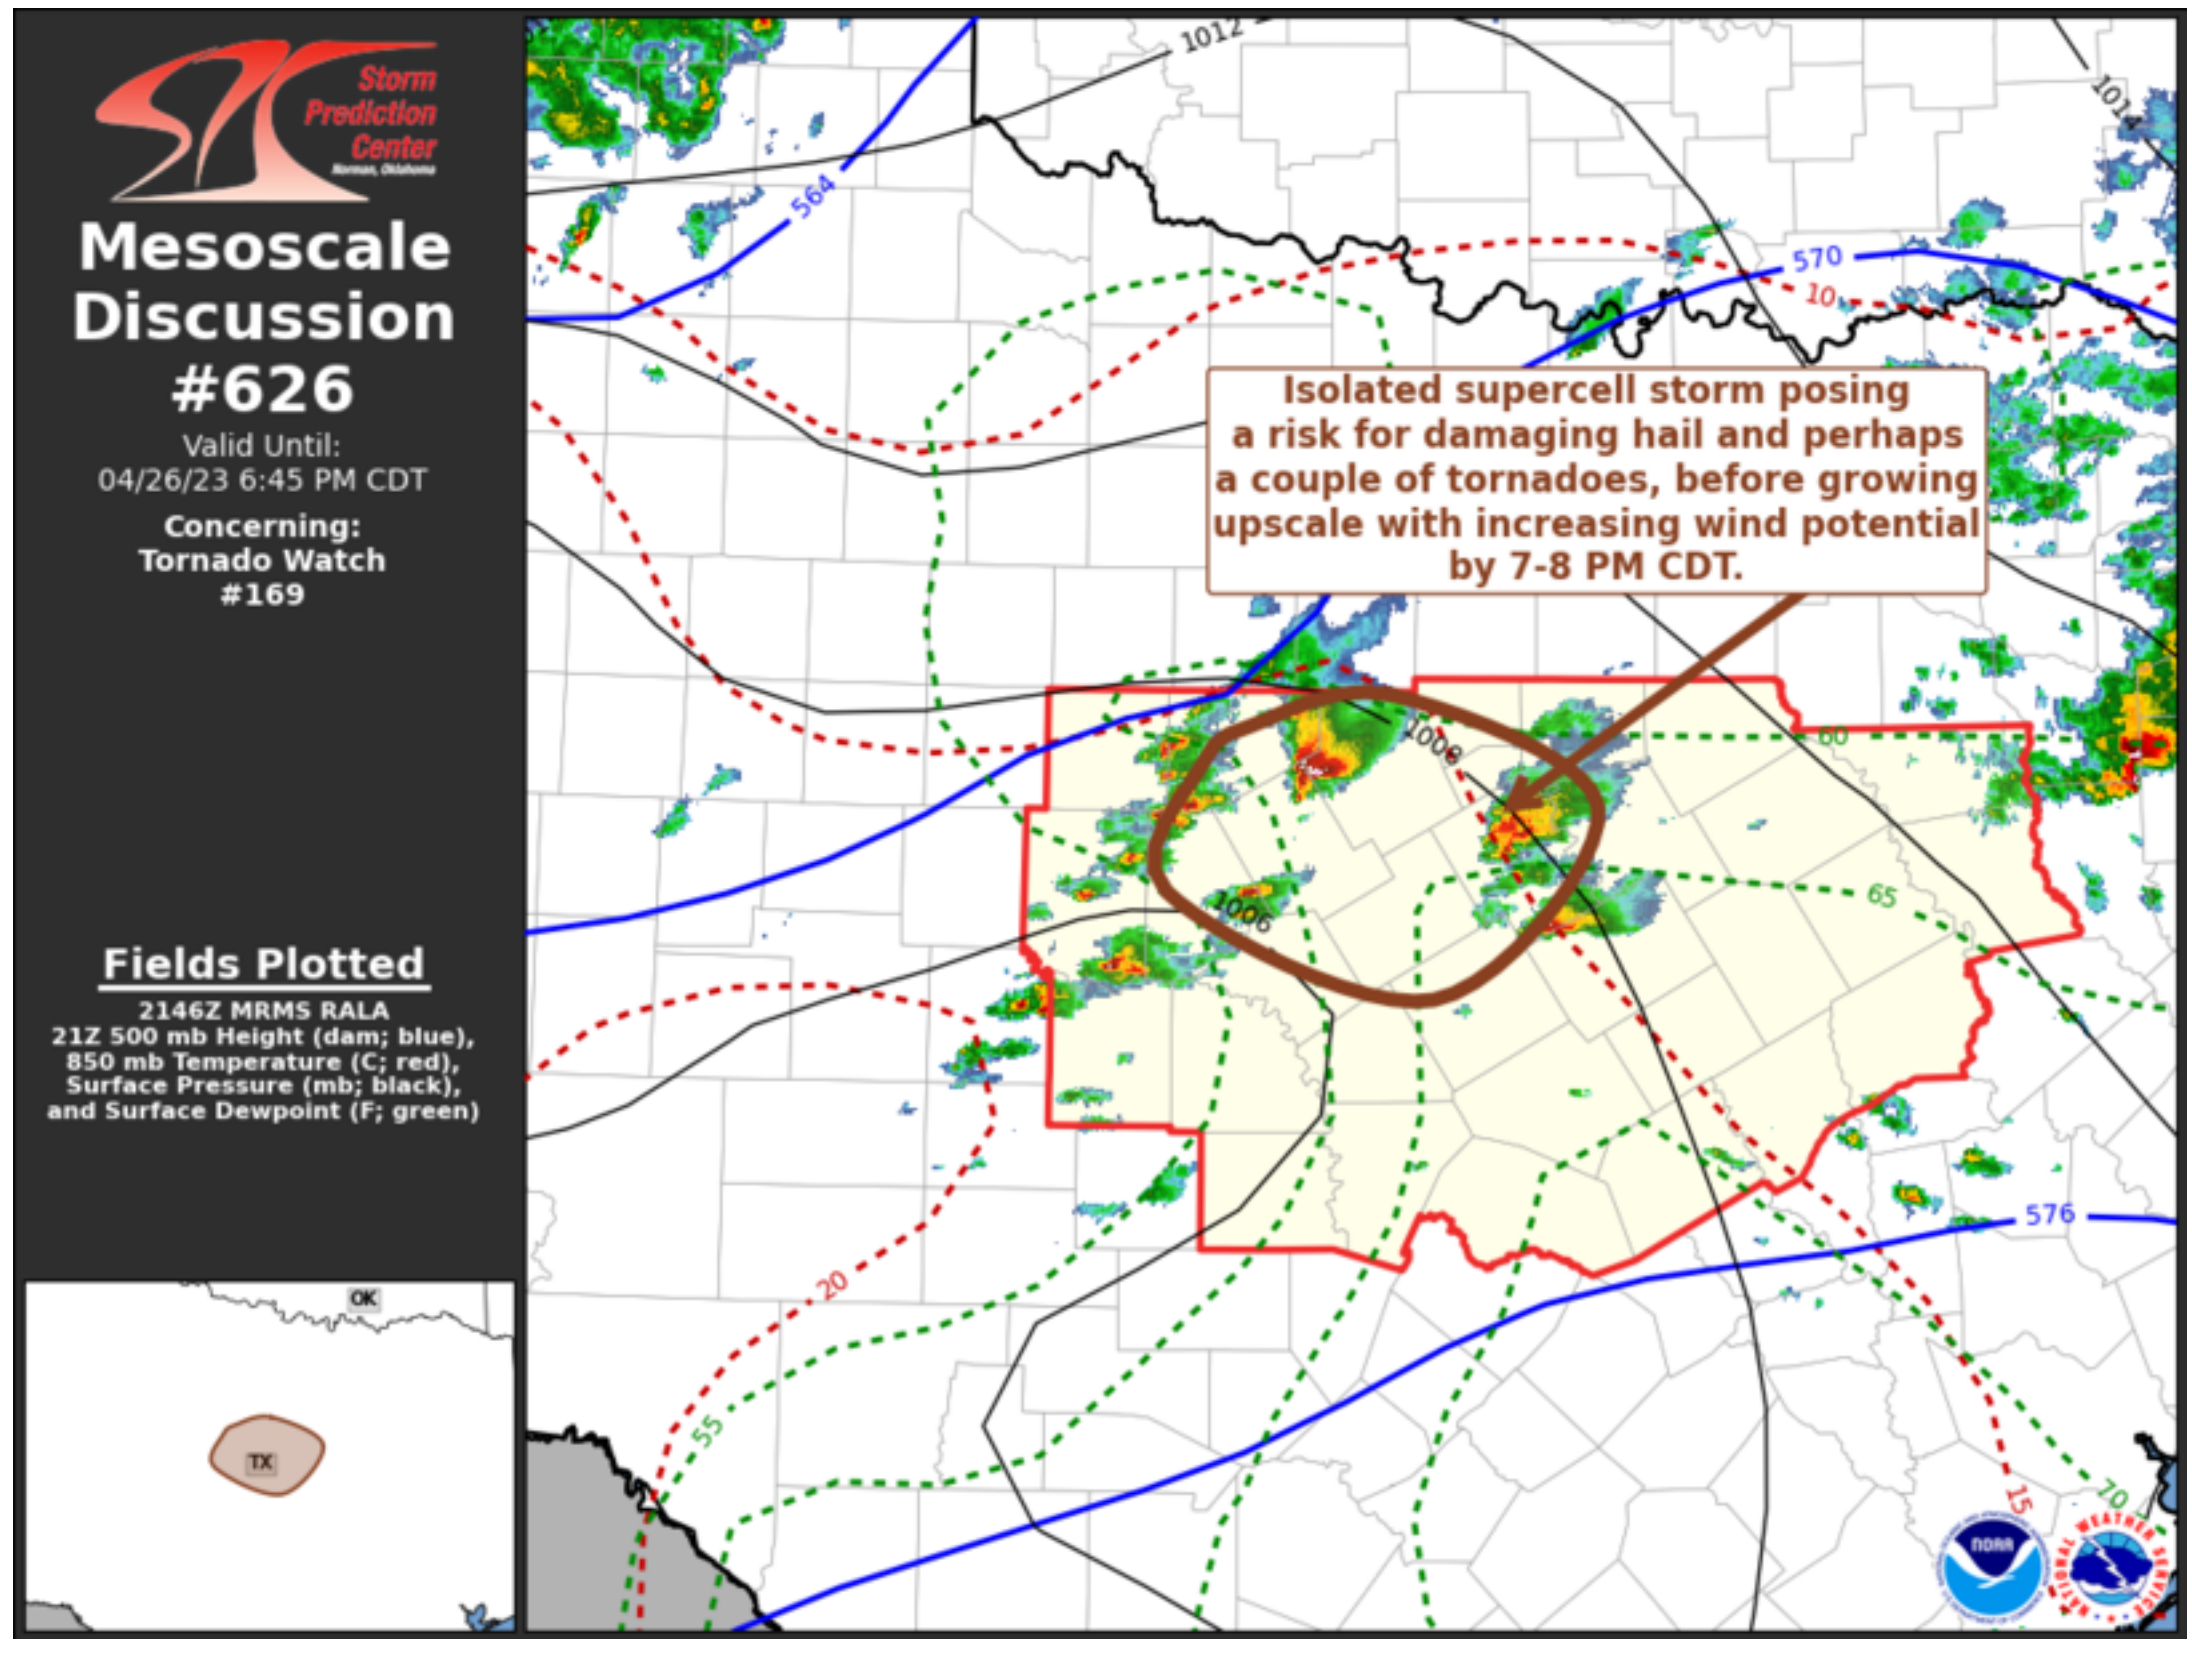 Storm
Prediction
Center
Norman, Oklahoma
Mesoscale
Discussion
#626
Valid Until:
04/26/23 6:45 PM CDT
Concerning:
Tornado Watch
#169
Fields Plotted
2146Z MRMS RALA
21Z 500 mb Height (dam; blue),
850 mb Temperature (C; red),
Surface Pressure (mb; black),
and Surface Dewpoint (F; green)
OK
TX
1012
564
570
10
Isolated supercell storm posing
a risk for damaging hail and perhaps
a couple of tornadoes, before growing
upscale with increasing wind potential
by 7-8 PM CDT.
1008
60
65
1006
576
20
55
15
70
NOAA
NATIONAL WEATHER SERVICE